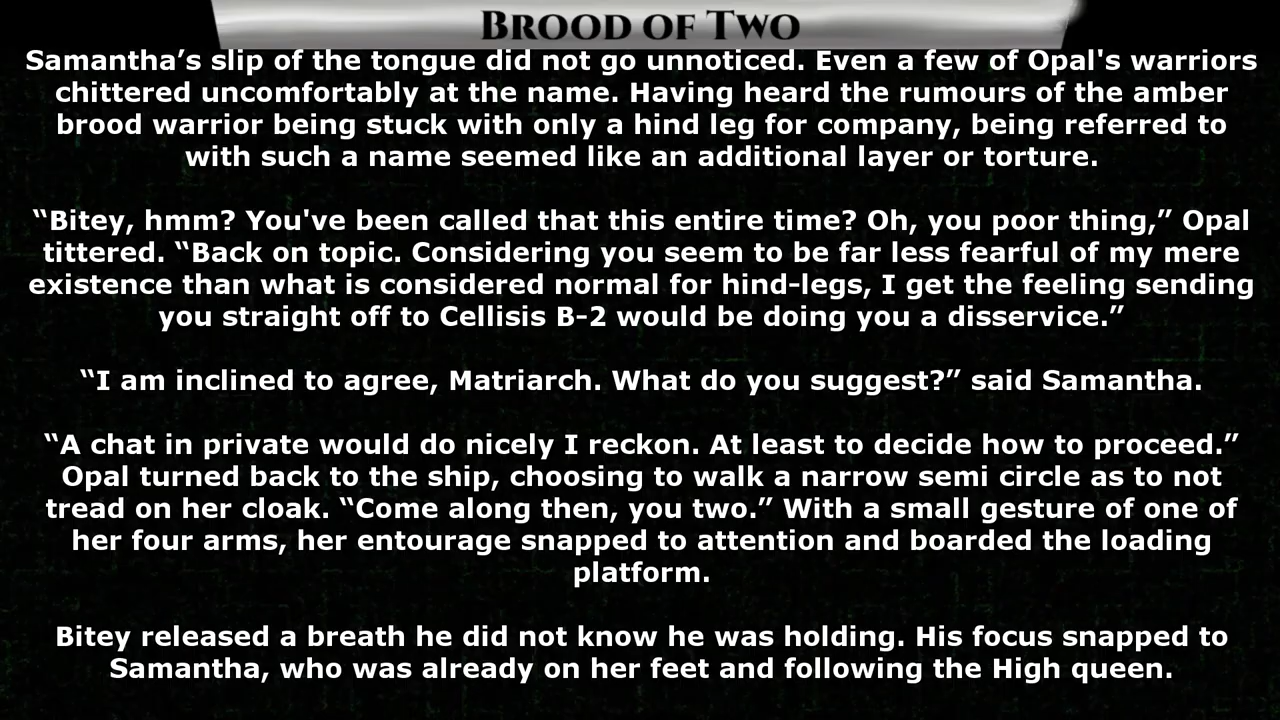 Brood of Two
Samantha’s slip of the tongue did not go unnoticed. Even a few of Opal's warriors
chittered uncomfortably at the name. Having heard the rumours of the amber
brood warrior being stuck with only a hind leg for company, being referred to
with such a name seemed like an additional layer or torture.
“Bitey, hmm? You've been called that this entire time? Oh, you poor thing,” Opal
tittered. “Back on topic. Considering you seem to be far less fearful of my mere
existence than what is considered normal for hind-legs, I get the feeling sending
you straight off to Cellisis B-2 would be doing you a disservice.”
“I am inclined to agree, Matriarch. What do you suggest?” said Samantha.
“A chat in private would do nicely I reckon. At least to decide how to proceed.”
Opal turned back to the ship, choosing to walk a narrow semi circle as to not
tread on her cloak. “Come along then, you two.” With a small gesture of one of
her four arms, her entourage snapped to attention and boarded the loading
platform.
Bitey released a breath he did not know he was holding. His focus snapped to
Samantha, who was already on her feet and following the High queen.